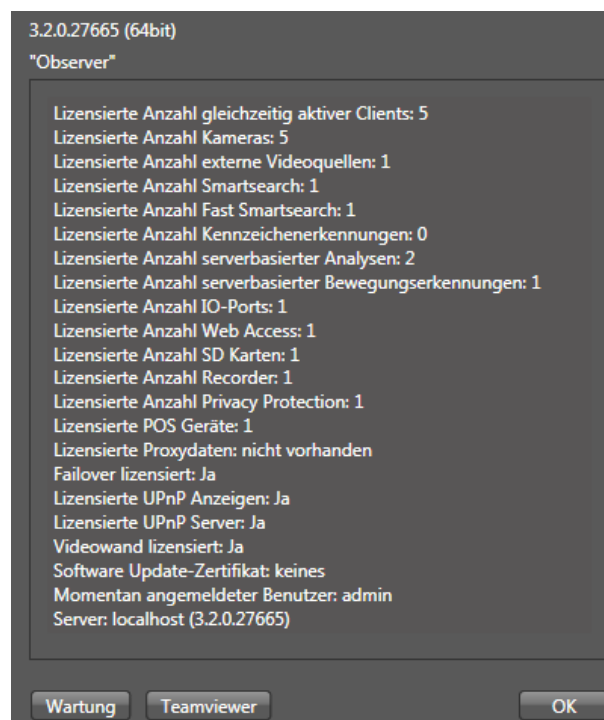 3.2.0.27665 (64bit)
"Observer"
Lizensierte Anzahl gleichzeitig aktiver Clients: 5
Lizensierte Anzahl Kameras: 5
Lizensierte Anzahl externe Videoquellen: 1
Lizensierte Anzahl Smartsearch: 1
Lizensierte Anzahl Fast Smartsearch: 1
Lizensierte Anzahl Kennzeichenerkennungen: 0
Lizensierte Anzahl serverbasierter Analysen: 2
Lizensierte Anzahl serverbasierter Bewegungserkennungen: 1
Lizensierte Anzahl IO-Ports: 1
Lizensierte Anzahl Web Access: 1
Lizensierte Anzahl SD Karten: 1
Lizensierte Anzahl Recorder: 1
Lizensierte Anzahl Privacy Protection: 1
Lizensierte POS Geräte: 1
Lizensierte Proxydaten: nicht vorhanden
Failover lizensiert: Ja
Lizensierte UPnP Anzeigen: Ja
Lizensierte UPnP Server: Ja
Videowand lizensiert: Ja
Software Update-Zertifikat: keines
Momentan angemeldeter Benutzer: admin
Server: localhost (3.2.0.27665)
Wartung Teamviewer OK